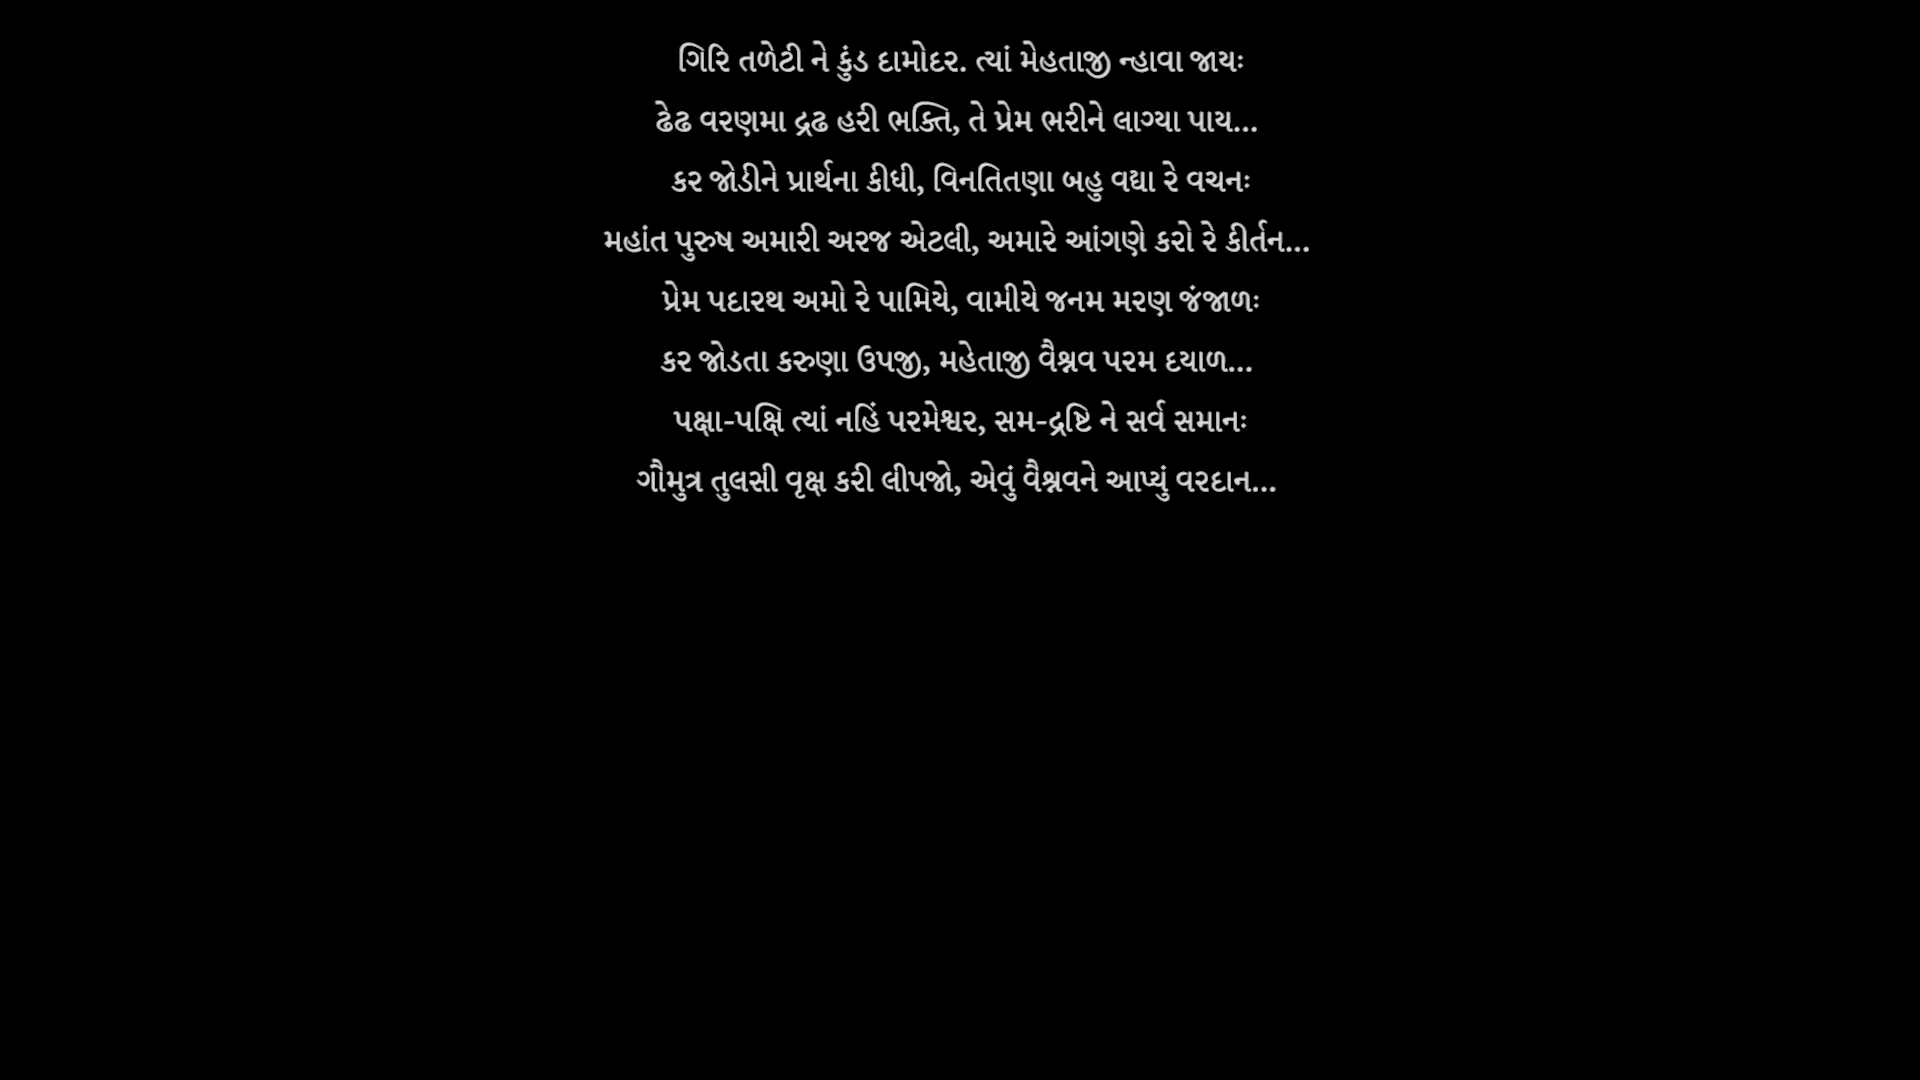 ગિરિ તળેટી ને કુંડ દામોદર. ત્યાં મેહતાજી ન્હાવા જાયઃ
ઢેઢ વરણમા દ્રઢ હરી ભક્તિ, તે પ્રેમ ભરીને લાગ્યા પાય...
કર જોડીને પ્રાર્થના કીધી, વિનતિતણા બહુ વદ્યા રે વચનઃ
મહાંત પુરુષ અમારી અરજ એટલી, અમારે આંગણે કરો રે કીર્તન...
પ્રેમ પદારથ અમો રે પામિયે, વામીયે જનમ મરણ જંજાળઃ
કર જોડતા કરુણા ઉપજી, મહેતાજી વૈશ્નવ પરમ દયાળ...
પક્ષા-પક્ષિ ત્યાં નહિં પરમેશ્વર, સમ-દ્રષ્ટિ ને સર્વ સમાનઃ
ગૌમુત્ર તુલસી વૃક્ષ કરી લીપજો, એવું વૈશ્નવને આપ્યું વરદાન...